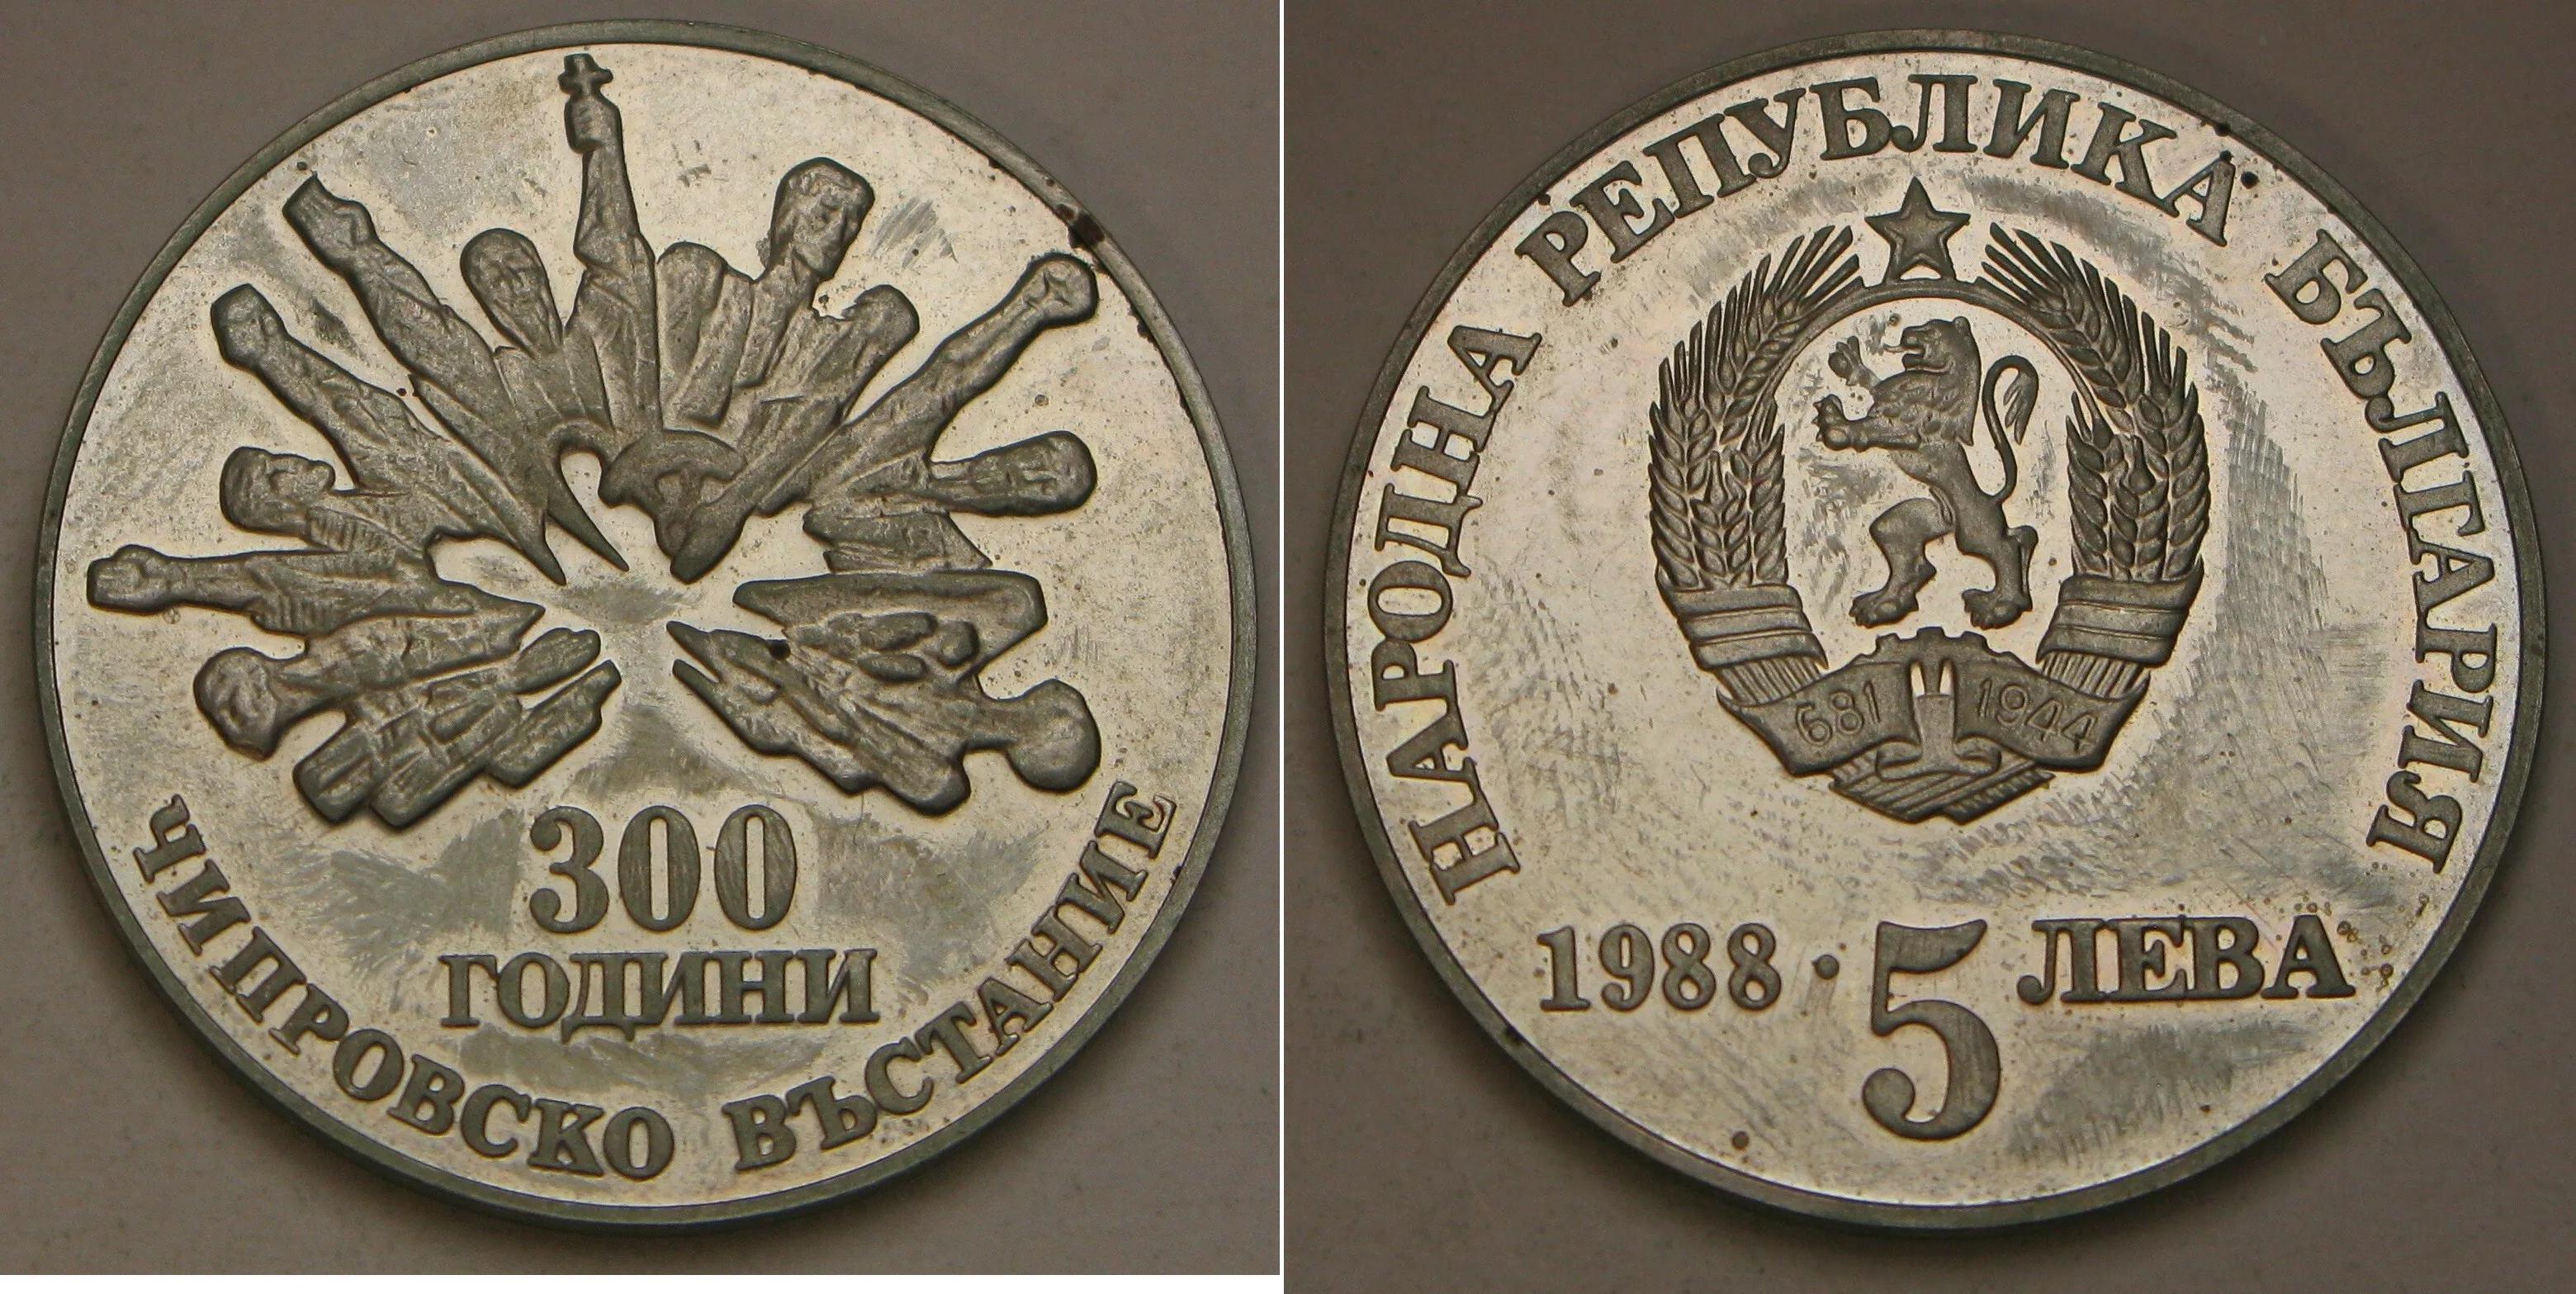 300
ГОДИНИ
ЧИПРОВСКО ВЪСТАНИЕ
НАРОДНА РЕПУБЛИКА БЪЛГАРИЯ
681 1944
1988 · 5 ЛЕВА